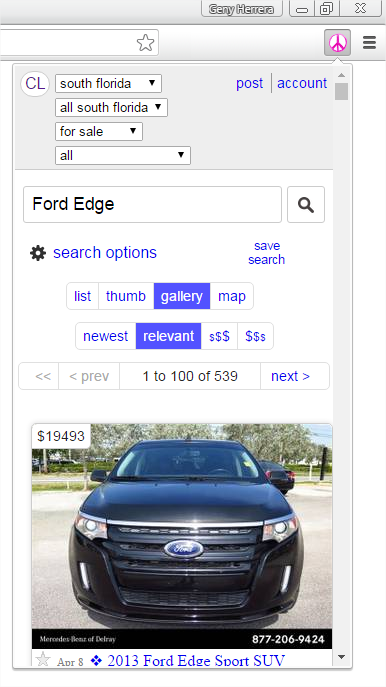 Geny Herrera
CL
south florida
post
account
all south florida
for sale
all
Ford Edge
search options
save
search
list
thumb
gallery
map
newest
relevant
$$$
$$$
<< < prev 1 to 100 of 539 next >
$19493
Ford
Mercedes-Benz of Delray
877-206-9424
Apr 8 ❖ 2013 Ford Edge Sport SUV